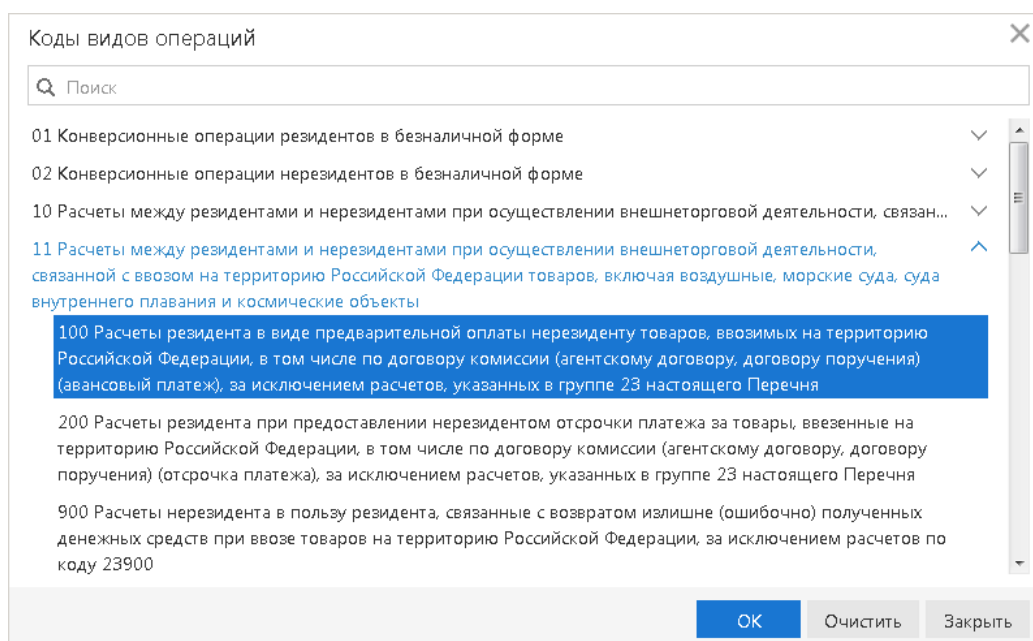 Коды видов операций
Поиск
01 Конверсионные операции резидентов в безналичной форме
02 Конверсионные операции нерезидентов в безналичной форме
10 Расчеты между резидентами и нерезидентами при осуществлении внешнеторговой деятельности, связан...
11 Расчеты между резидентами и нерезидентами при осуществлении внешнеторговой деятельности,
связанной с ввозом на территорию Российской Федерации товаров, включая воздушные, морские суда, суда
внутреннего плавания и космические объекты
100 Расчеты резидента в виде предварительной оплаты нерезиденту товаров, ввозимых на территорию
Российской Федерации, в том числе по договору комиссии (агентскому договору, договору поручения)
(авансовый платеж), за исключением расчетов, указанных в группе 23 настоящего Перечня
200 Расчеты резидента при предоставлении нерезидентом отсрочки платежа за товары, ввезенные на
территорию Российской Федерации, в том числе по договору комиссии (агентскому договору, договору
поручения) (отсрочка платежа), за исключением расчетов, указанных в группе 23 настоящего Перечня
900 Расчеты нерезидента в пользу резидента, связанные с возвратом излишне (ошибочно) полученных
денежных средств при ввозе товаров на территорию Российской Федерации, за исключением расчетов по
коду 23900
ОК
Очистить
Закрыть